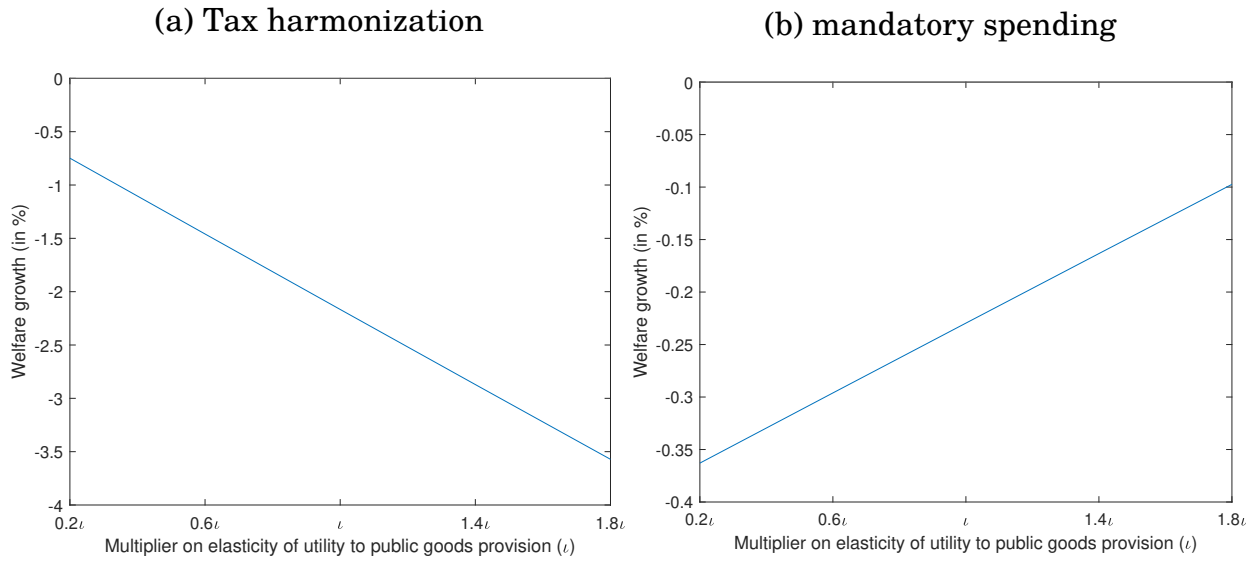 (a) Tax harmonization
0
-0.5
-1
-1.5
-2
-2.5
-3
-3.5
-4
Welfare growth (in %)
0.2ι 0.6ι ι 1.4ι 1.8ι
Multiplier on elasticity of utility to public goods provision (ι)
(b) mandatory spending
0
-0.05
-0.1
-0.15
-0.2
-0.25
-0.3
-0.35
-0.4
Welfare growth (in %)
0.2ι 0.6ι ι 1.4ι 1.8ι
Multiplier on elasticity of utility to public goods provision (ι)